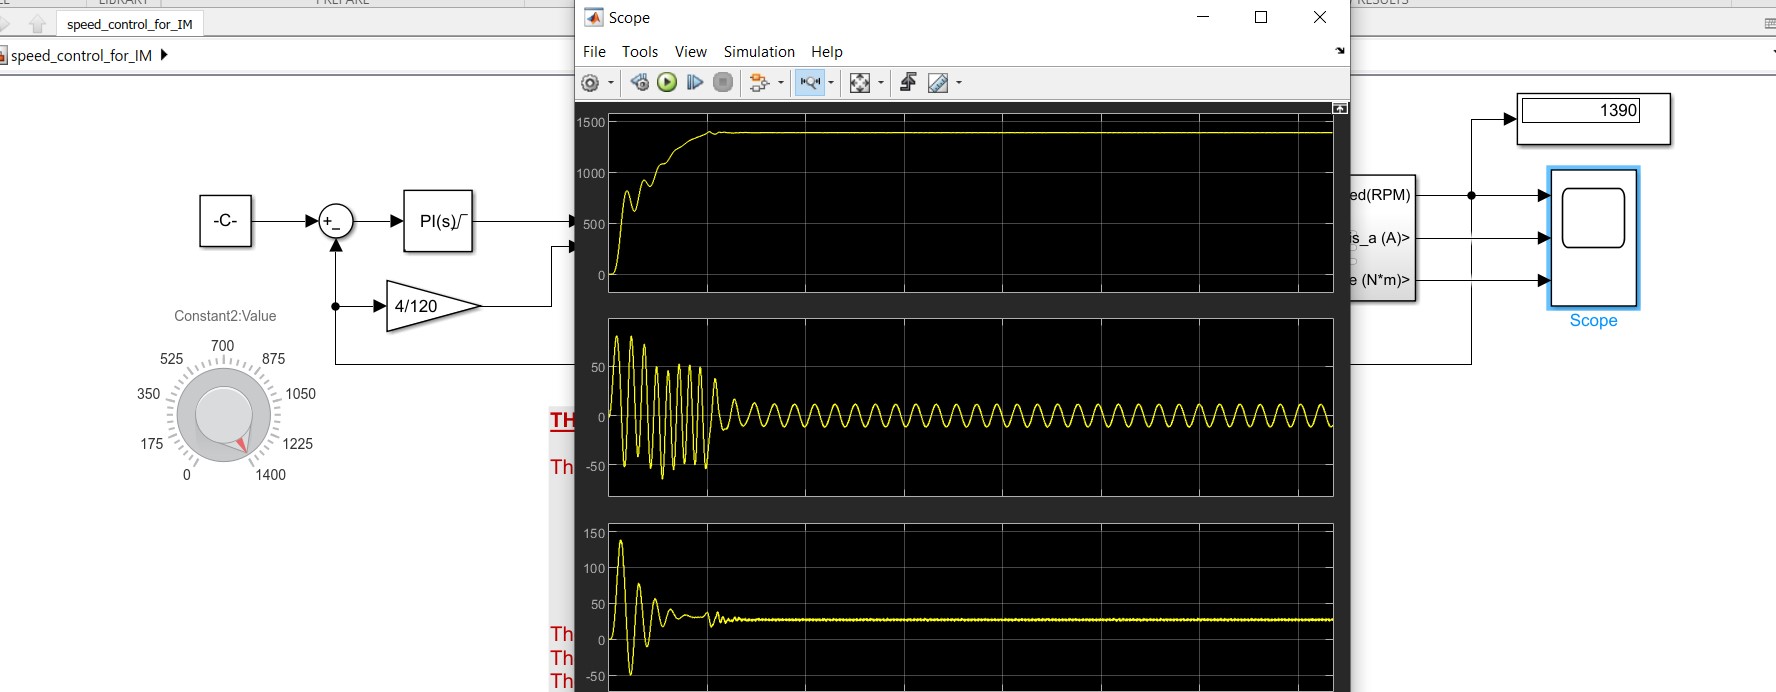 LIBRARY
PREPARE
RESULTS
speed_control_for_IM
speed_control_for_IM
Scope
File Tools View Simulation Help
-C-
+
_
PI(s)
4/120
Constant2:Value
0
175
350
525
700
875
1050
1225
1400
TH
Th
Th
Th
Th
1500
1000
500
0
50
0
-50
150
100
50
0
-50
ed(RPM)
is_a (A)>
e (N*m)>
1390
Scope